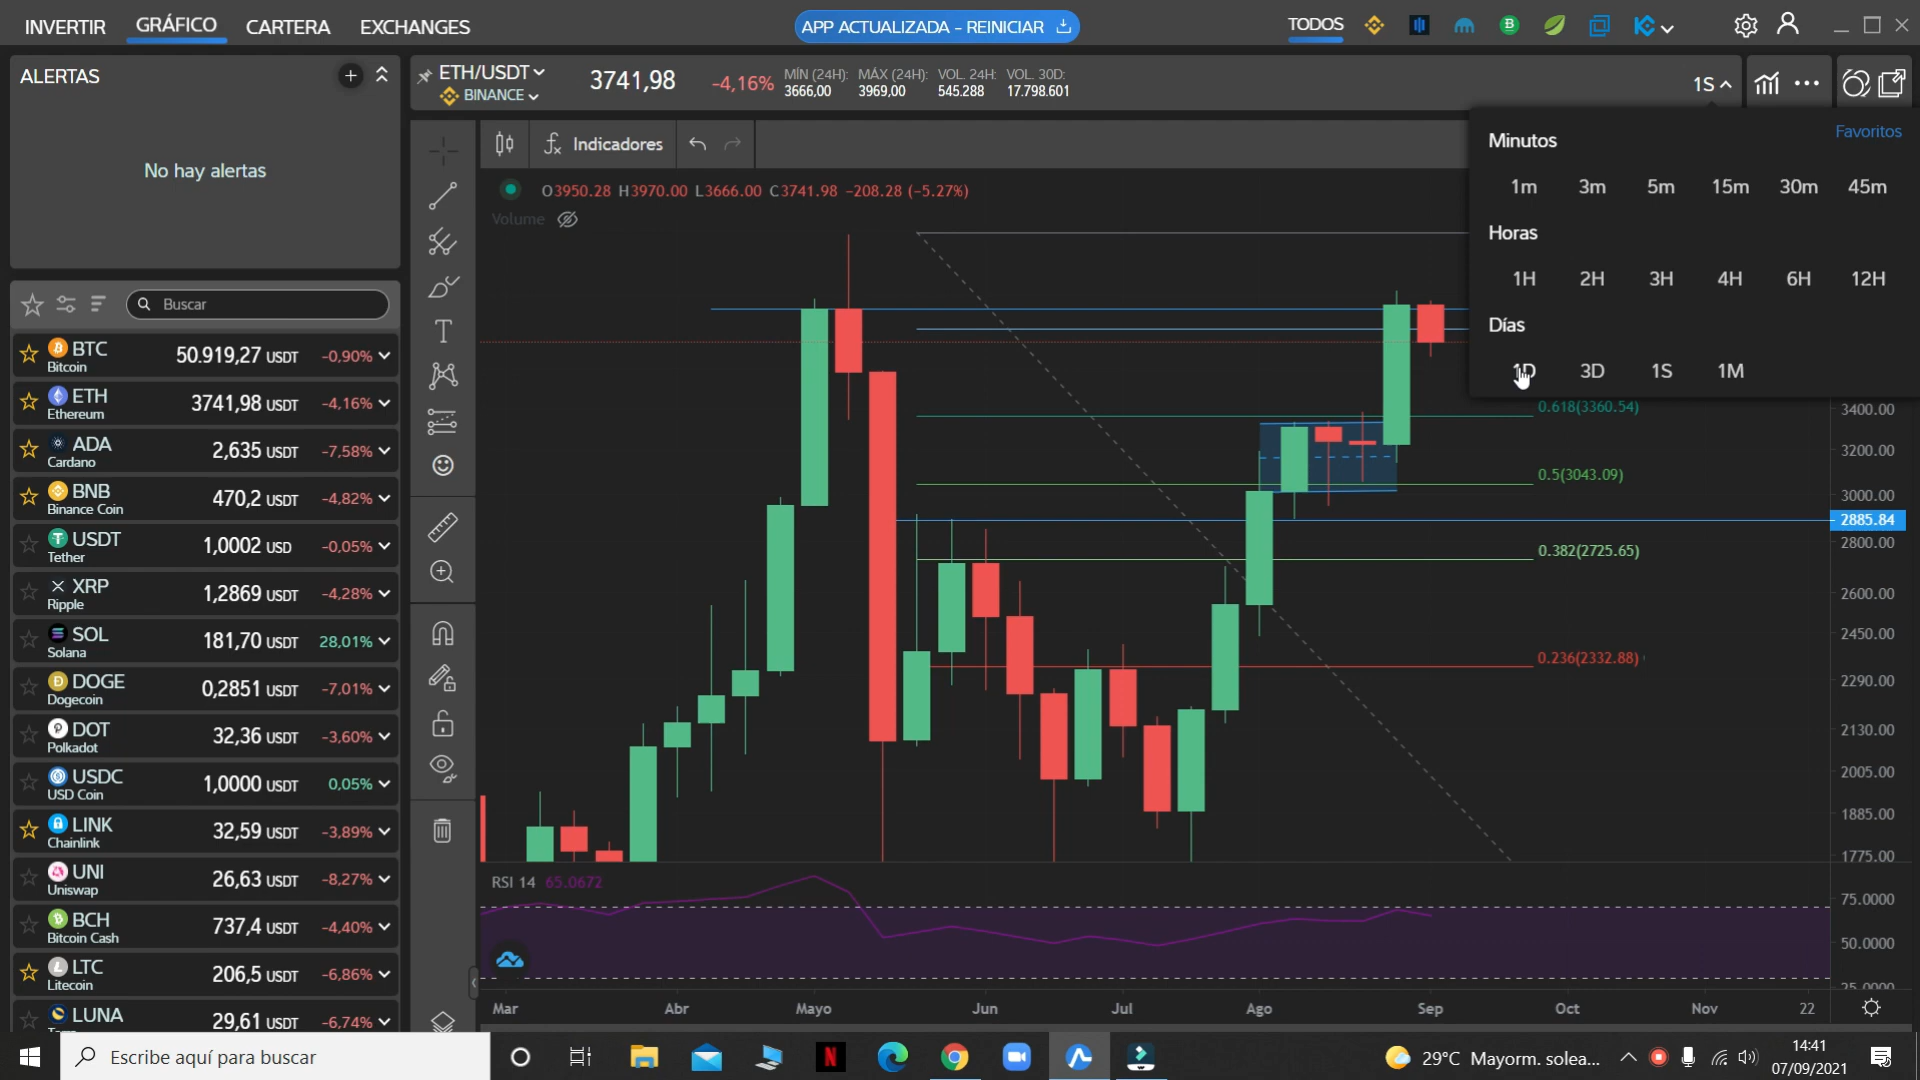 INVERTIR GRÁFICO CARTERA EXCHANGES APP ACTUALIZADA - REINICIAR TODOS
ALERTAS
No hay alertas
Buscar
BTC 50.919,27 USDT -0,90%
Bitcoin
ETH 3741,98 USDT -4,16%
Ethereum
ADA 2,635 USDT -7,58%
Cardano
BNB 470,2 USDT -4,82%
Binance Coin
USDT 1,0002 USD -0,05%
Tether
XRP 1,2869 USDT -4,28%
Ripple
SOL 181,70 USDT 28,01%
Solana
DOGE 0,2851 USDT -7,01%
Dogecoin
DOT 32,36 USDT -3,60%
Polkadot
USDC 1,0000 USDT 0,05%
USD Coin
LINK 32,59 USDT -3,89%
Chainlink
UNI 26,63 USDT -8,27%
Uniswap
BCH 737,4 USDT -4,40%
Bitcoin Cash
LTC 206,5 USDT -6,86%
Litecoin
LUNA 29,61 USDT -6,74%
ETH/USDT
BINANCE
3741,98 -4,16%
MÍN (24H): MÁX (24H): VOL. 24H: VOL. 30D:
3666,00 3969,00 545.288 17.798.601
1S
Indicadores
O3950.28 H3970.00 L3666.00 C3741.98 -208.28 (-5.27%)
Volume
Favoritos
Minutos
1m 3m 5m 15m 30m 45m
Horas
1H 2H 3H 4H 6H 12H
Días
1D 3D 1S 1M
0.618(3360.54)
0.5(3043.09)
0.382(2725.65)
0.236(2332.88)
3400.00
3200.00
3000.00
2885.84
2800.00
2600.00
2450.00
2290.00
2130.00
2005.00
1885.00
1775.00
RSI 14 65.0672
75.0000
50.0000
25.0000
Mar Abr Mayo Jun Jul Ago Sep Oct Nov 22
Escribe aquí para buscar
29°C Mayorm. solea...
14:41
07/09/2021